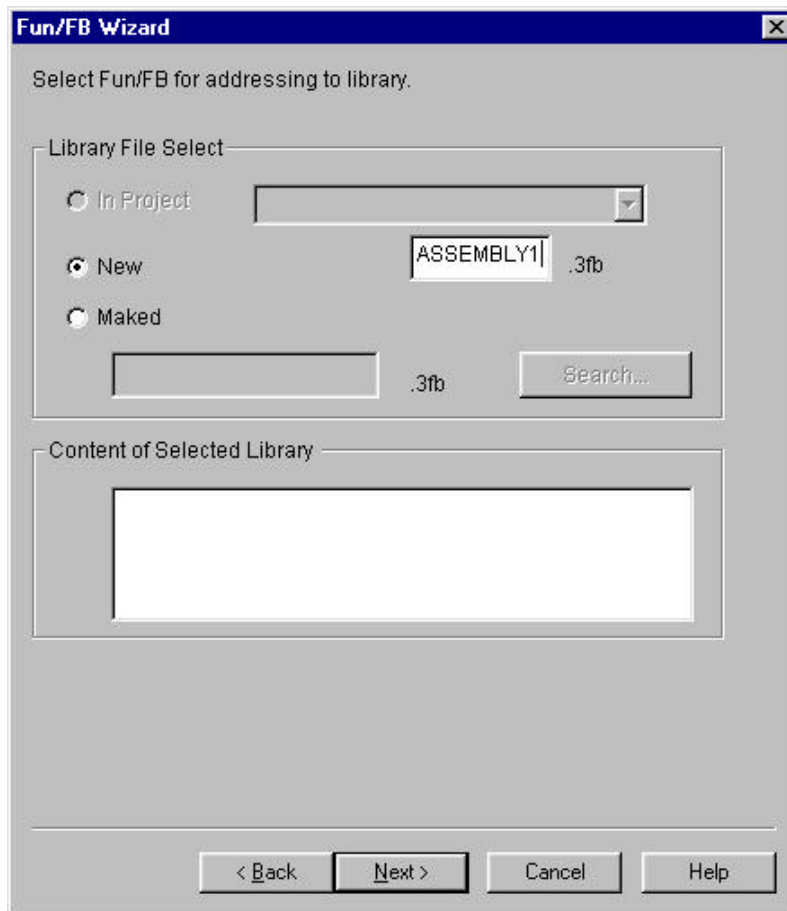 Fun/FB Wizard
Select Fun/FB for addressing to library.
Library File Select
In Project
New
ASSEMBLY1 .3fb
Maked
.3fb
Search...
Content of Selected Library
< Back
Next >
Cancel
Help